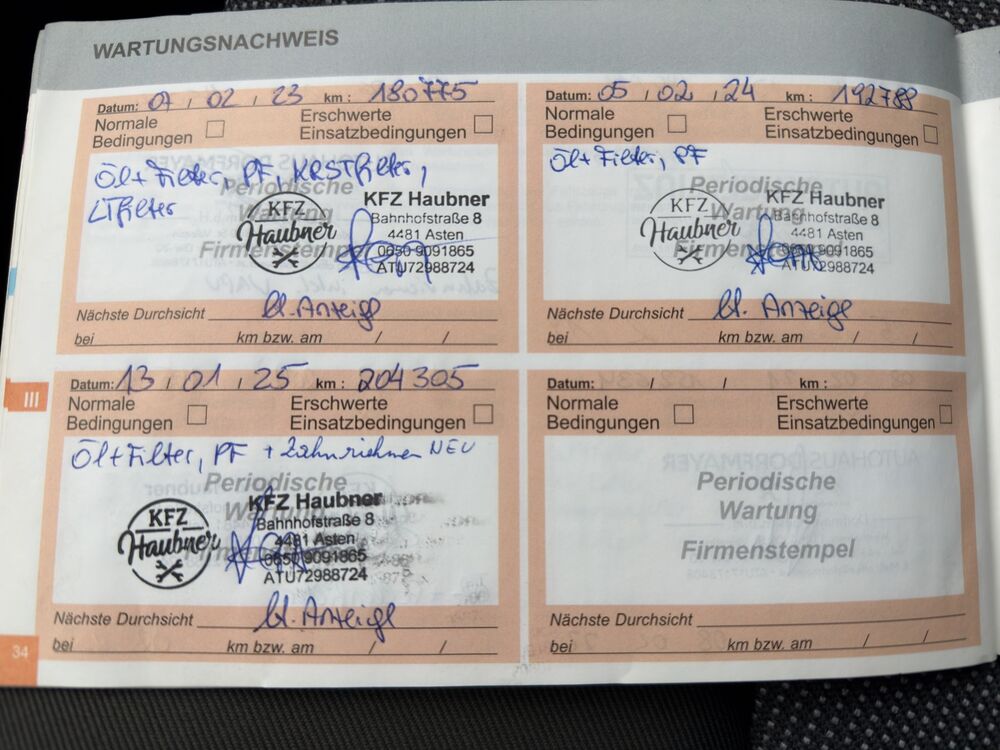 WARTUNGSNACHWEIS
Datum: 07 / 02 / 23 km : 180775
Normale Bedingungen
Erschwerte Einsatzbedingungen
Öl+Filter, PF, KRSTfilter,
LTfilter
Periodische
Wartung
Firmenstempel
KFZ
Haubner
KFZ Haubner
Bahnhofstraße 8
4481 Asten
0650 9091865
ATU72988724
Nächste Durchsicht lt. Anzeige
bei km bzw. am / /
Datum: 05 / 02 / 24 km : 192788
Normale Bedingungen
Erschwerte Einsatzbedingungen
Öl+Filter, PF
Periodische
Wartung
Firmenstempel
KFZ
Haubner
KFZ Haubner
Bahnhofstraße 8
4481 Asten
0650 9091865
ATU72988724
Nächste Durchsicht lt. Anzeige
bei km bzw. am / /
III
Datum: 13 / 01 / 25 km : 204305
Normale Bedingungen
Erschwerte Einsatzbedingungen
Öl+Filter, PF + Zahnriemen NEU
Periodische
Wartung
Firmenstempel
KFZ
Haubner
KFZ Haubner
Bahnhofstraße 8
4481 Asten
0650 9091865
ATU72988724
Nächste Durchsicht lt. Anzeige
bei km bzw. am / /
Datum: / / km :
Normale Bedingungen
Erschwerte Einsatzbedingungen
Periodische
Wartung
Firmenstempel
Nächste Durchsicht
bei km bzw. am / /
34